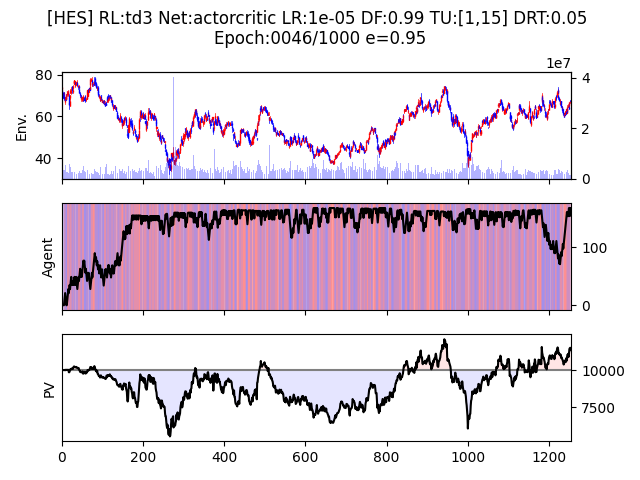 [HES] RL:td3 Net:actorcritic LR:1e-05 DF:0.99 TU:[1,15] DRT:0.05
Epoch:0046/1000 e=0.95
1e7
80
60
40
Env.
4
2
0
Agent
100
0
PV
10000
7500
0 200 400 600 800 1000 1200